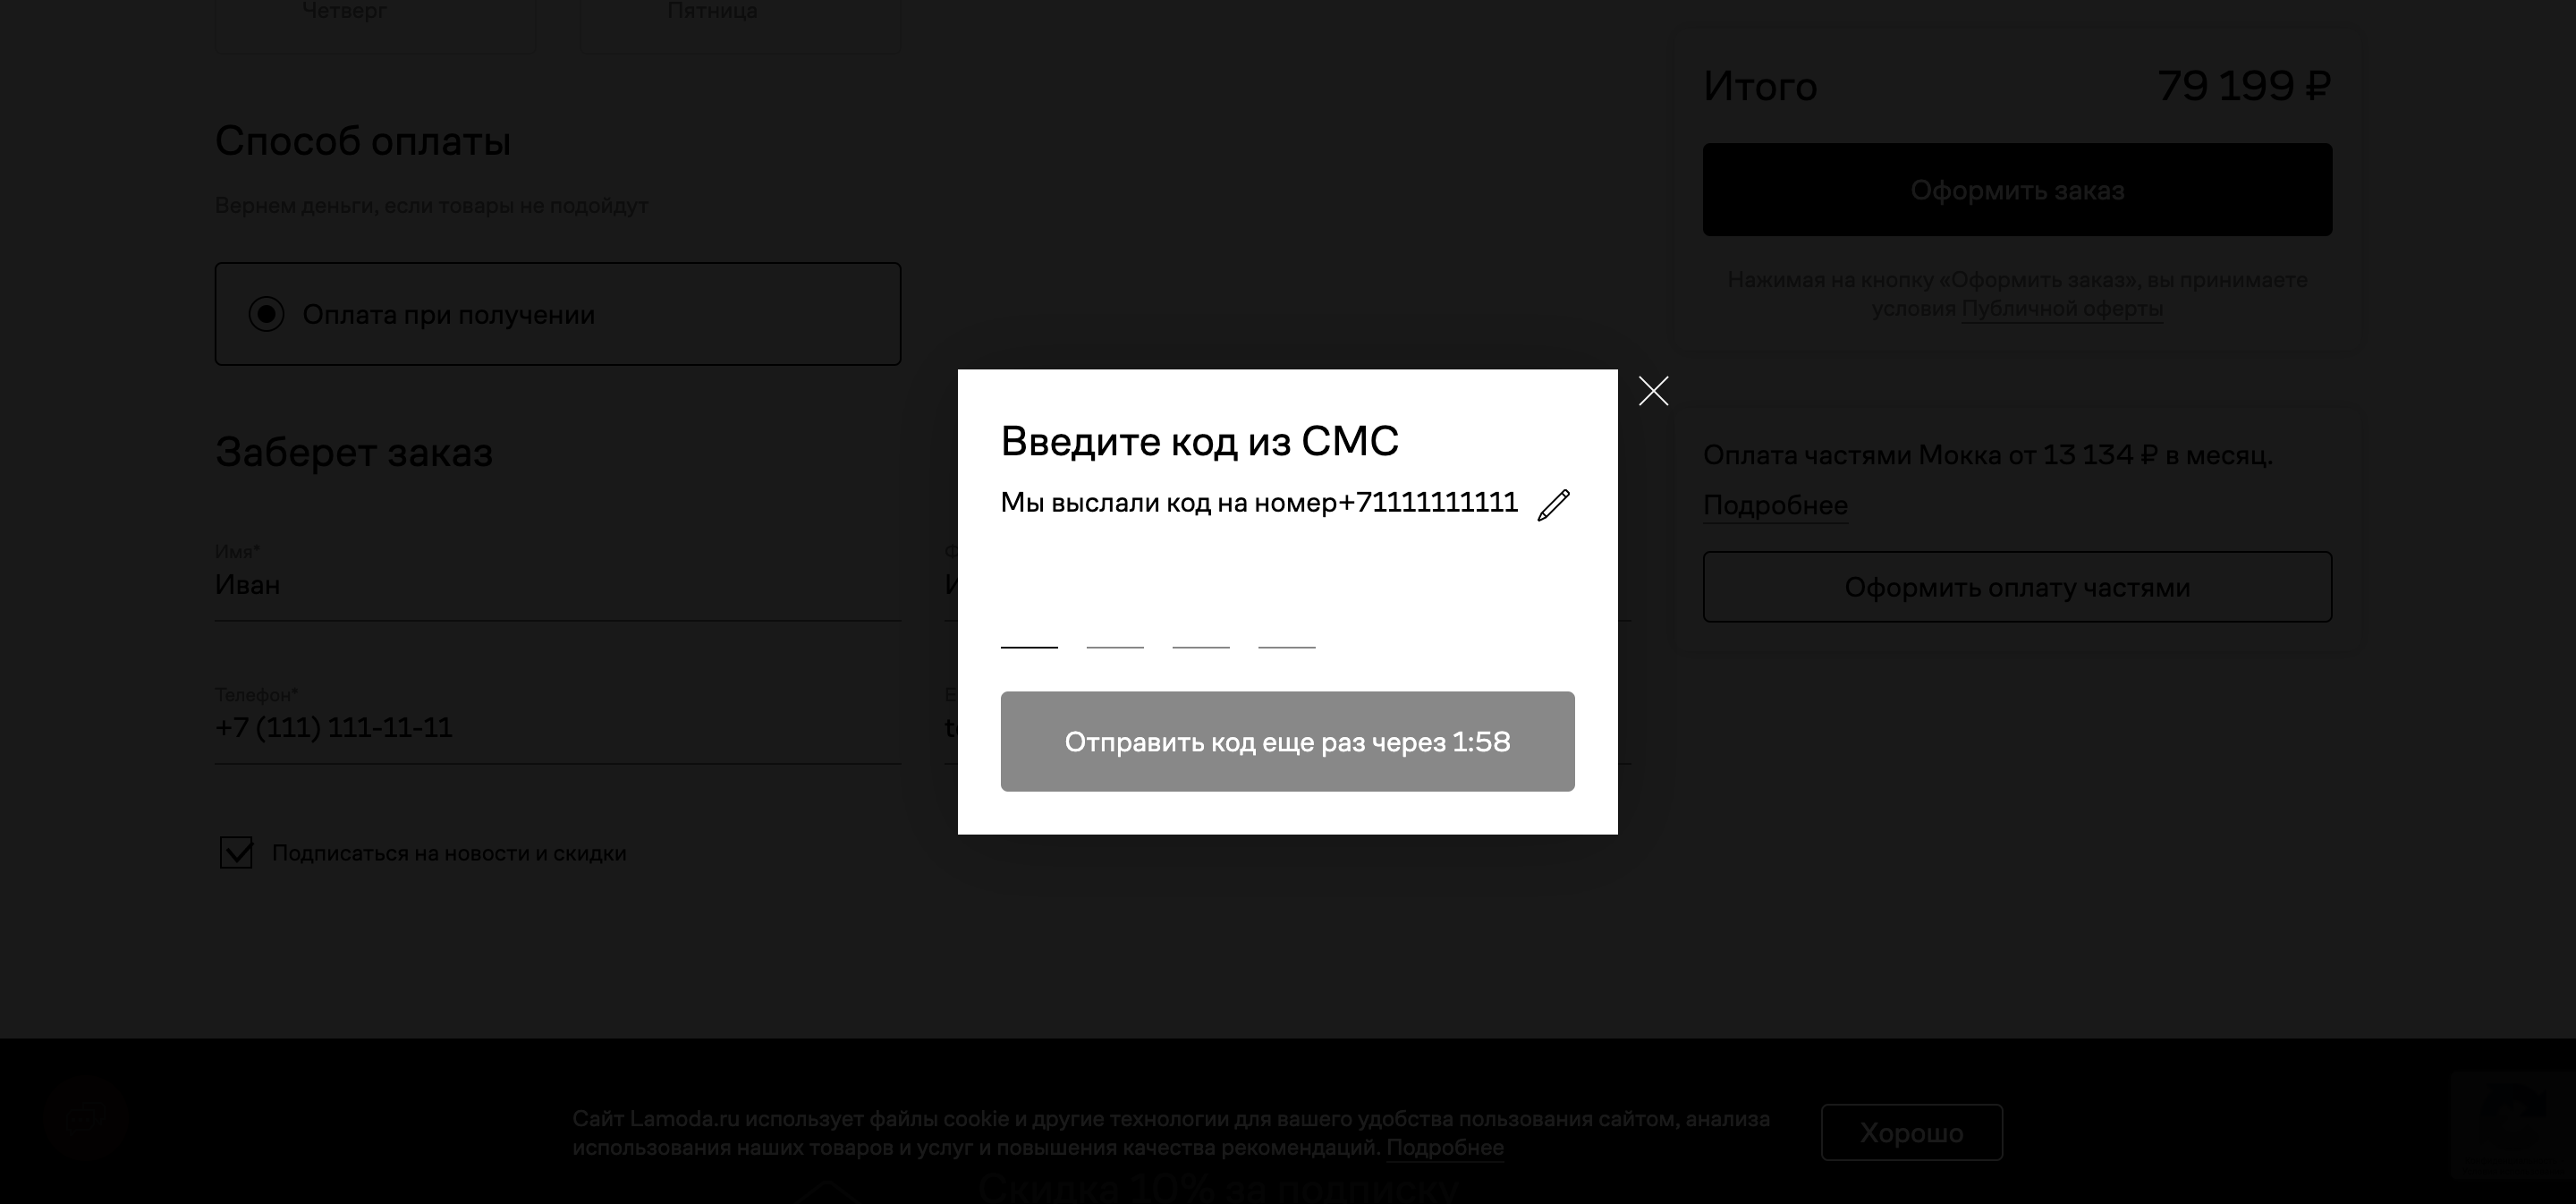 Четверг
Пятница
Способ оплаты
Вернем деньги, если товары не подойдут
Оплата при получении
Заберет заказ
Имя*
Иван
Телефон*
+7 (111) 111-11-11
Подписаться на новости и скидки
Введите код из СМС
Мы выслали код на номер+71111111111
Отправить код еще раз через 1:58
Итого
79 199 ₽
Оформить заказ
Нажимая на кнопку «Оформить заказ», вы принимаете
условия Публичной оферты
Оплата частями Мокка от 13 134 ₽ в месяц.
Подробнее
Оформить оплату частями
Сайт Lamoda.ru использует файлы cookie и другие технологии для вашего удобства пользования сайтом, анализа
использования наших товаров и услуг и повышения качества рекомендаций. Подробнее
Хорошо
Скидка 10% за подписку